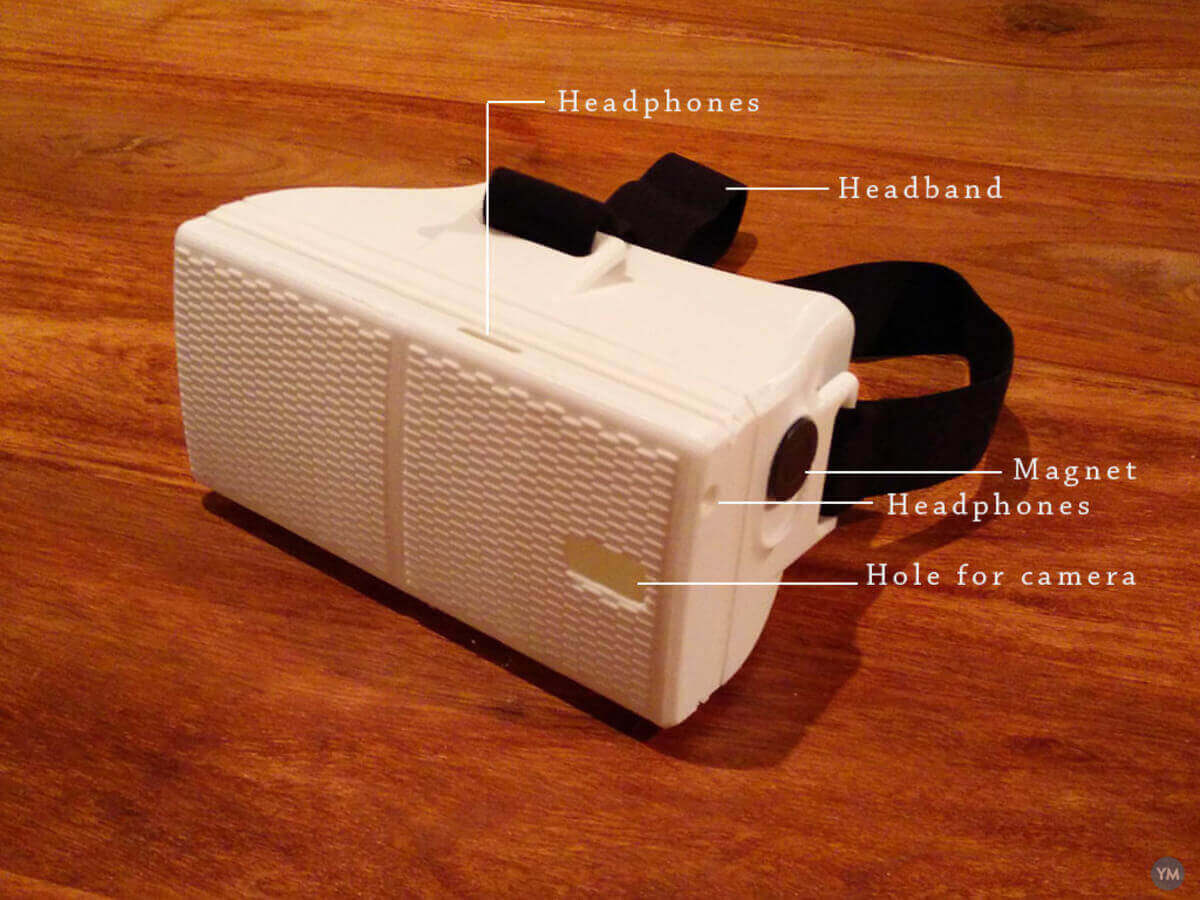 Headphones
Headband
Magnet
Headphones
Hole for camera
YM